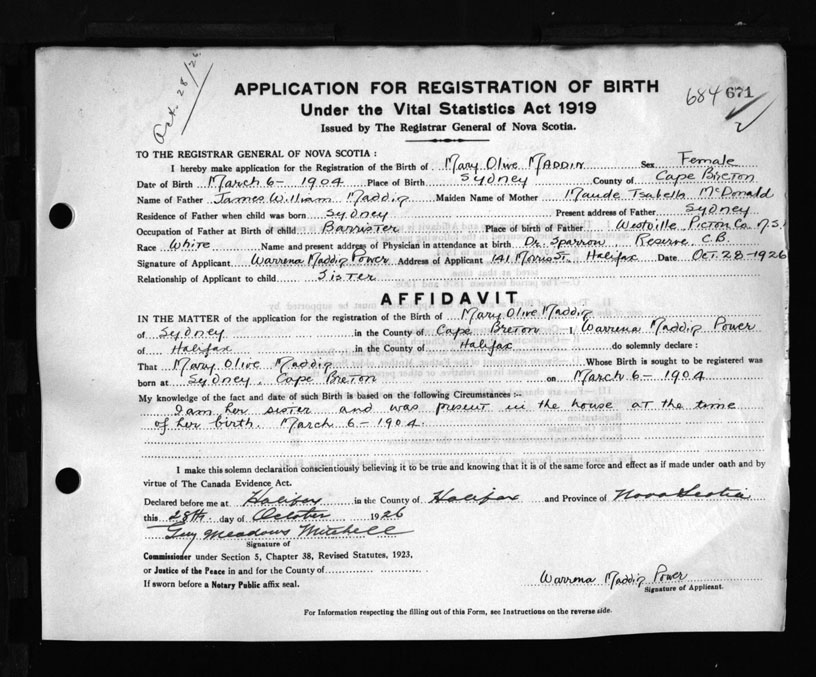 Oct. 28/26
APPLICATION FOR REGISTRATION OF BIRTH
684 671
Under the Vital Statistics Act 1919
2
Issued by The Registrar General of Nova Scotia.
TO THE REGISTRAR GENERAL OF NOVA SCOTIA :
I hereby make application for the Registration of the Birth of Mary Olive MADDIN Sex Female
Date of Birth March 6 - 1904 Place of Birth Sydney County of Cape Breton
Name of Father James William Maddin Maiden Name of Mother Maude Isabella McDonald
Residence of Father when child was born Sydney Present address of Father Sydney
Occupation of Father at Birth of child Barrister Place of birth of Father Westville Pictou Co. N.S.
Race White Name and present address of Physician in attendance at birth Dr. Sparrow Reserve C.B.
Signature of Applicant Warrena Maddin Power Address of Applicant 141 Morris St. Halifax Date Oct. 28-1926
Relationship of Applicant to child Sister
AFFIDAVIT
IN THE MATTER of the application for the registration of the Birth of Mary Olive Maddin
of Sydney in the County of Cape Breton I, Warrena Maddin Power
of Halifax in the County of Halifax do solemnly declare :
That Mary Olive Maddin Whose Birth is sought to be registered was
born at Sydney, Cape Breton on March 6 - 1904
My knowledge of the fact and date of such Birth is based on the following Circumstances :-
I am her sister and was present in the house at the time
of her birth. March 6 - 1904.
I make this solemn declaration conscientiously believing it to be true and knowing that it is of the same force and effect as if made under oath and by
virtue of The Canada Evidence Act.
Declared before me at Halifax in the County of Halifax and Province of Nova Scotia
this 28th day of October 1926
Guy Meadows Mitchell
Signature of
Commissioner under Section 5, Chapter 38, Revised Statutes, 1923,
or Justice of the Peace in and for the County of
If sworn before a Notary Public affix seal.
Warrena Maddin Power
Signature of Applicant.
For Information respecting the filling out of this Form, see Instructions on the reverse side.